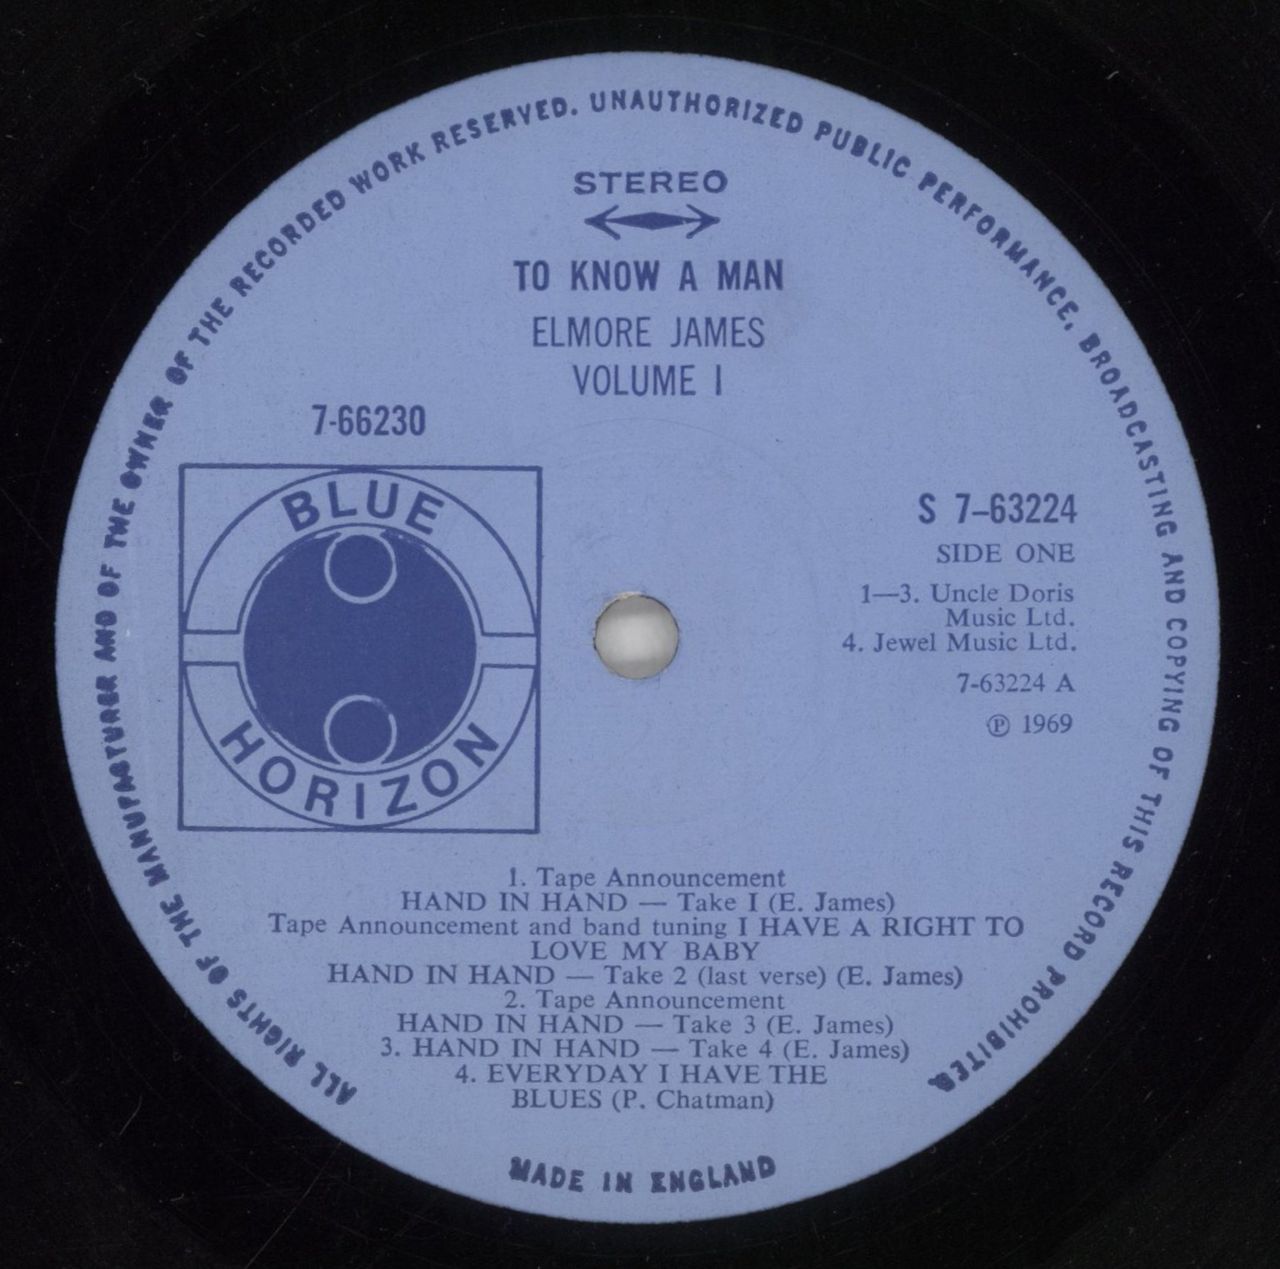 ALL RIGHTS OF THE MANUFACTURER AND OF THE OWNER OF THE RECORDED WORK RESERVED. UNAUTHORIZED PUBLIC PERFORMANCE, BROADCASTING AND COPYING OF THIS RECORD PROHIBITED.
STEREO
TO KNOW A MAN
ELMORE JAMES
VOLUME I
7-66230
BLUE
HORIZON
S 7–63224
SIDE ONE
1—3. Uncle Doris
Music Ltd.
4. Jewel Music Ltd.
7-63224 A
℗ 1969
1. Tape Announcement
HAND IN HAND — Take I (E. James)
Tape Announcement and band tuning I HAVE A RIGHT TO
LOVE MY BABY
HAND IN HAND — Take 2 (last verse) (E. James)
2. Tape Announcement
HAND IN HAND — Take 3 (E. James)
3. HAND IN HAND — Take 4 (E. James)
4. EVERYDAY I HAVE THE
BLUES (P. Chatman)
MADE IN ENGLAND